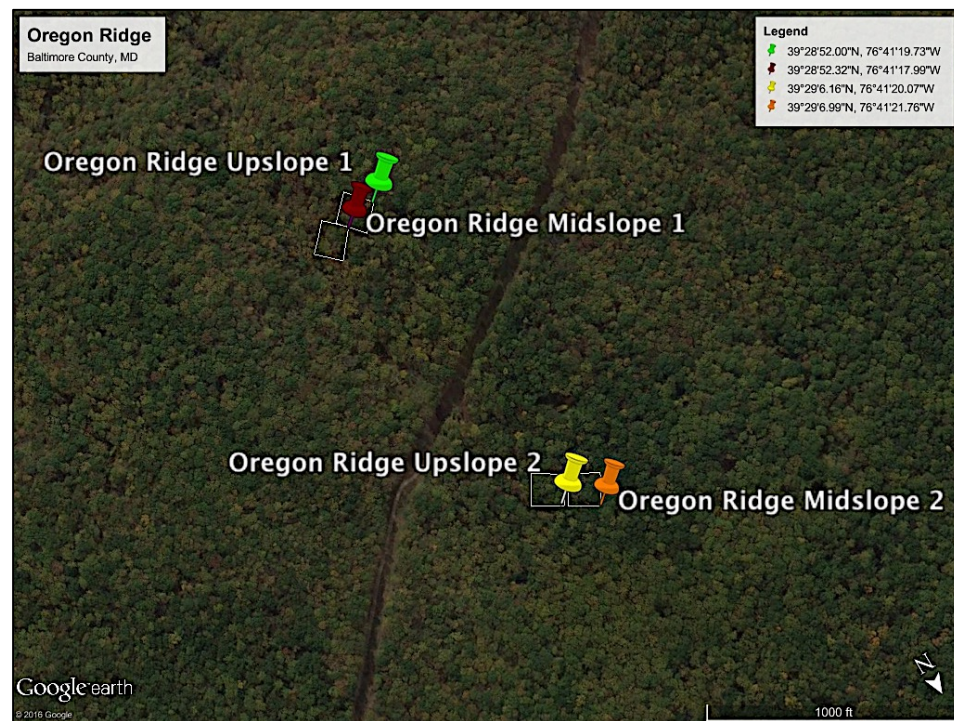 Oregon Ridge
Baltimore County, MD
Legend
39°28'52.00"N, 76°41'19.73"W
39°28'52.32"N, 76°41'17.99"W
39°29'6.16"N, 76°41'20.07"W
39°29'6.99"N, 76°41'21.76"W
Oregon Ridge Upslope 1
Oregon Ridge Midslope 1
Oregon Ridge Upslope 2
Oregon Ridge Midslope 2
N
Google earth
© 2016 Google
1000 ft